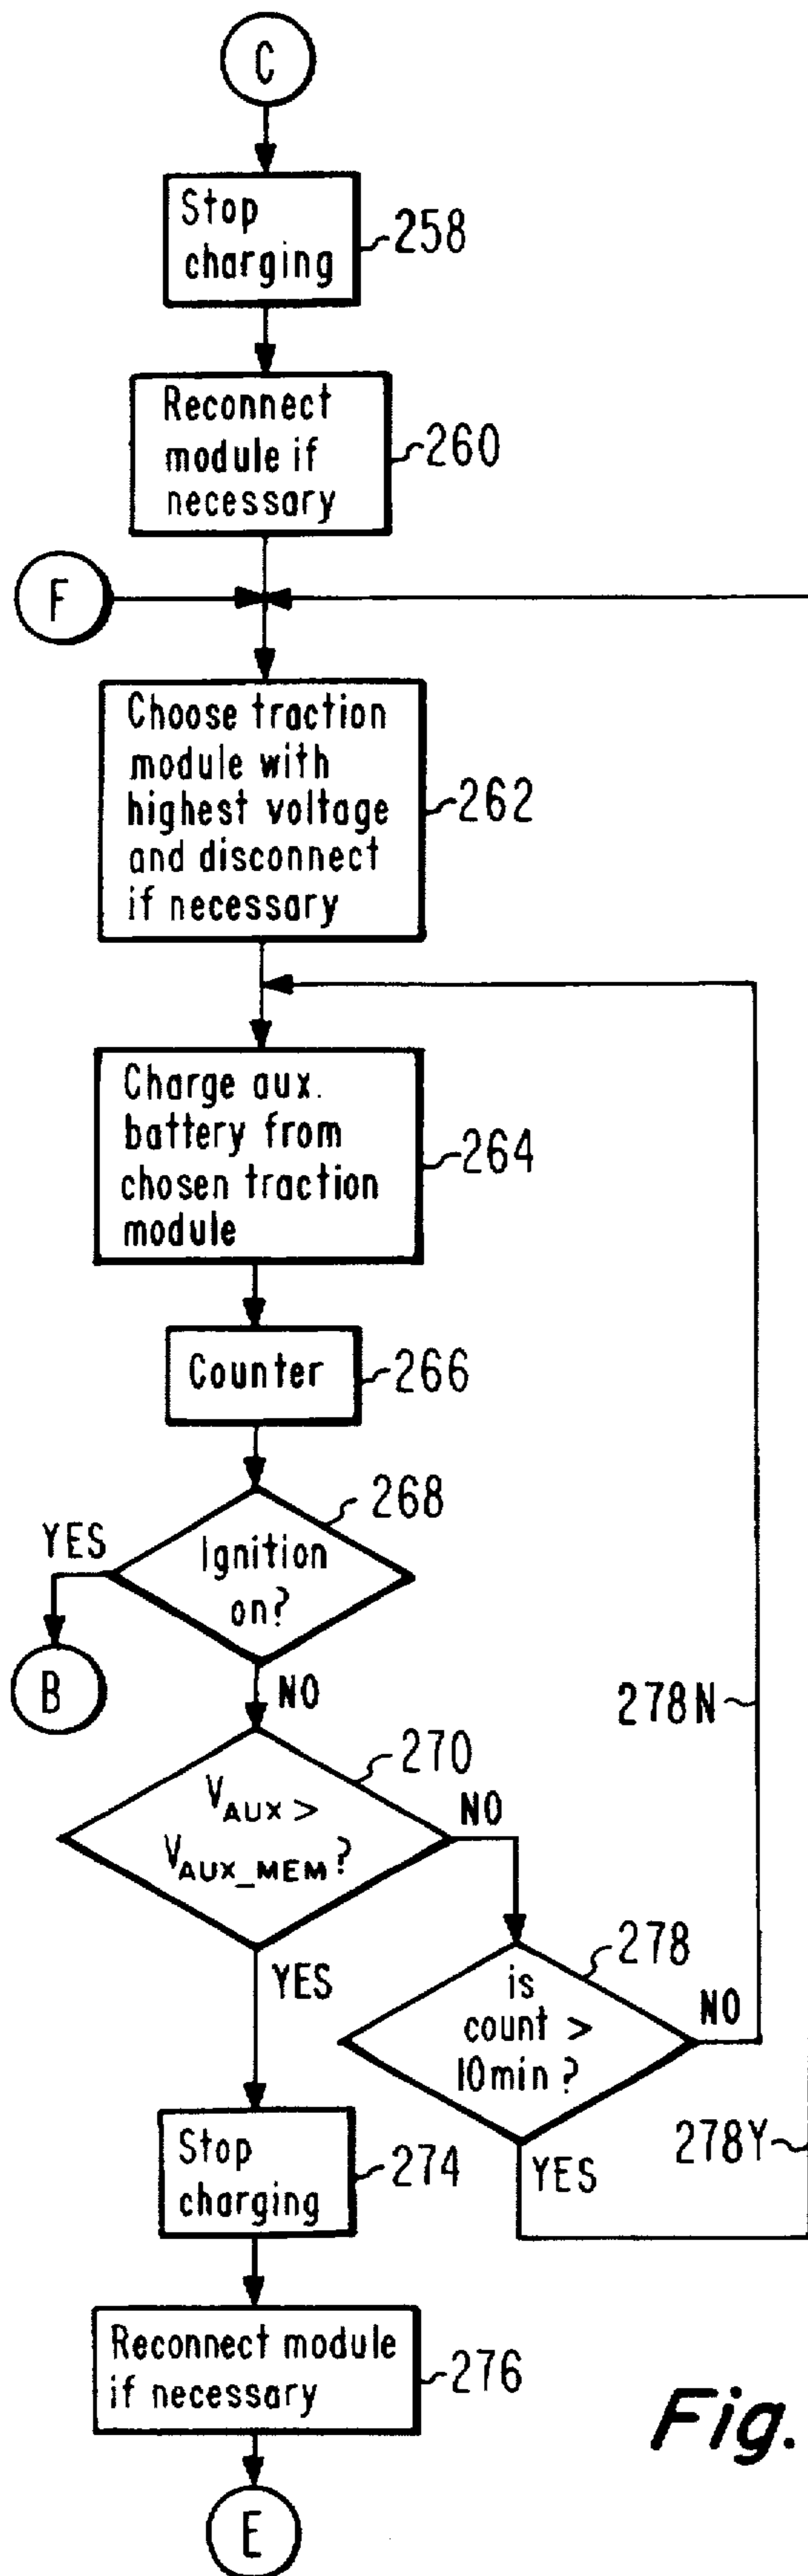 C
Stop
charging
258
Reconnect
module if
necessary
260
F
Choose traction
module with
highest voltage
and disconnect
if necessary
262
Charge aux.
battery from
chosen traction
module
264
Counter
266
268
YES
Ignition
on?
B
NO
278N
270
VAUX >
VAUX_MEM ?
NO
278
is
count >
10min ?
NO
YES
278Y
YES
Stop
charging
274
Reconnect module
if necessary
276
Fig.
E